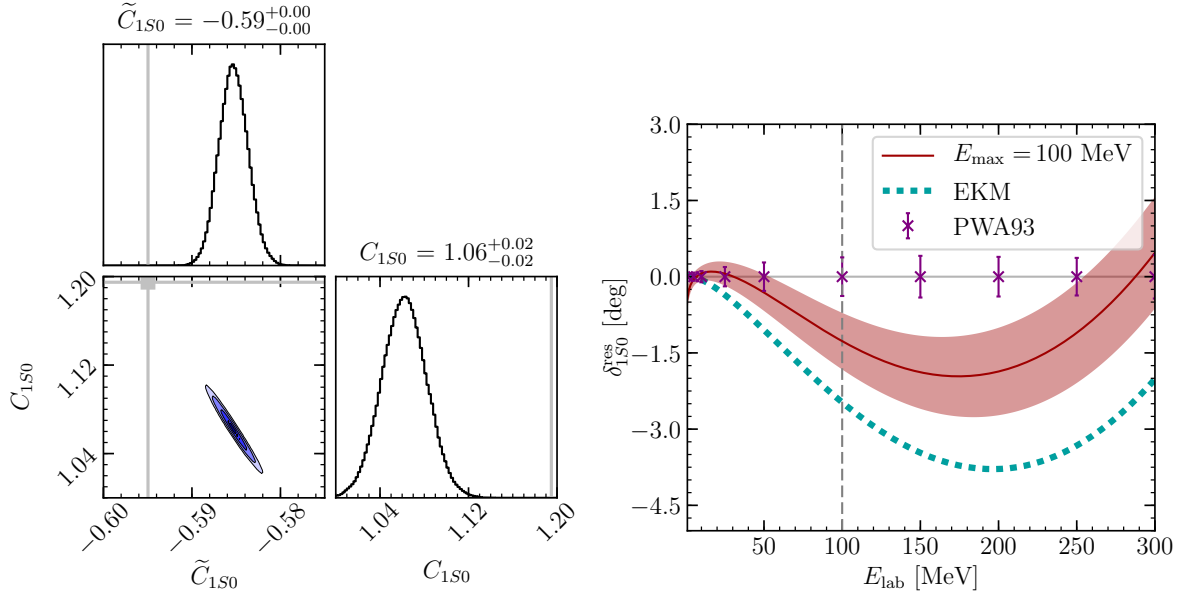 C̃₁S₀ = −0.59⁺⁰·⁰⁰₋₀.₀₀
C₁S₀ = 1.06⁺⁰·⁰²₋₀.₀₂
1.20
1.12
1.04
C₁S₀
−0.60
−0.59
−0.58
C̃₁S₀
1.04
1.12
1.20
C₁S₀
3.0
1.5
0.0
−1.5
−3.0
−4.5
δʳᵉˢ₁S₀ [deg]
E_max = 100 MeV
EKM
PWA93
50 100 150 200 250 300
E_lab [MeV]